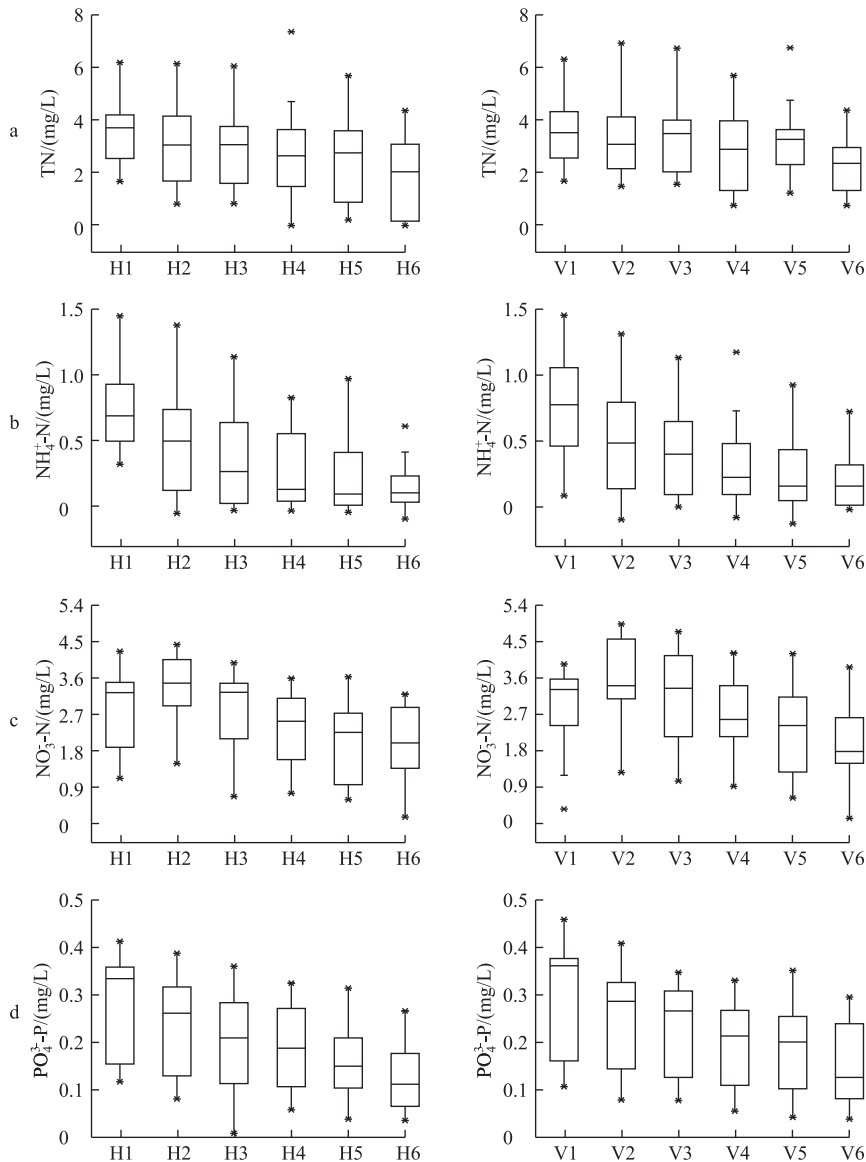 a
TN/(mg/L)
8
6
4
2
0
H1 H2 H3 H4 H5 H6
TN/(mg/L)
8
6
4
2
0
V1 V2 V3 V4 V5 V6
b
NH₄⁺-N/(mg/L)
1.5
1.0
0.5
0
H1 H2 H3 H4 H5 H6
NH₄⁺-N/(mg/L)
1.5
1.0
0.5
0
V1 V2 V3 V4 V5 V6
c
NO₃⁻-N/(mg/L)
5.4
4.5
3.6
2.7
1.8
0.9
0
H1 H2 H3 H4 H5 H6
NO₃⁻-N/(mg/L)
5.4
4.5
3.6
2.7
1.8
0.9
0
V1 V2 V3 V4 V5 V6
d
PO₄³⁻-P/(mg/L)
0.5
0.4
0.3
0.2
0.1
0
H1 H2 H3 H4 H5 H6
PO₄³⁻-P/(mg/L)
0.5
0.4
0.3
0.2
0.1
0
V1 V2 V3 V4 V5 V6